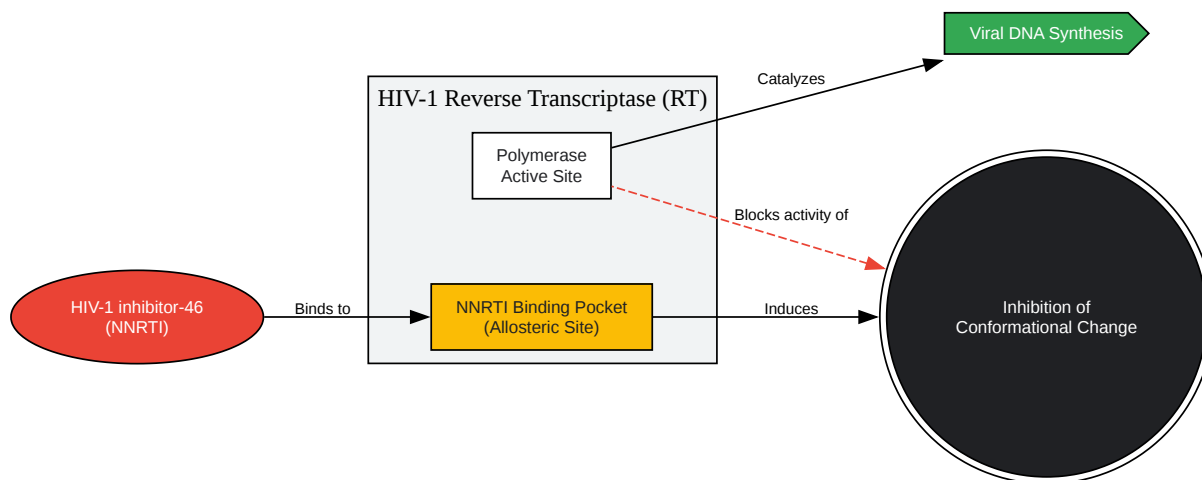 Viral DNA Synthesis
Catalyzes
HIV-1 Reverse Transcriptase (RT)
Polymerase
Active Site
Blocks activity of
HIV-1 inhibitor-46
(NNRTI)
Binds to
NNRTI Binding Pocket
(Allosteric Site)
Induces
Inhibition of
Conformational Change